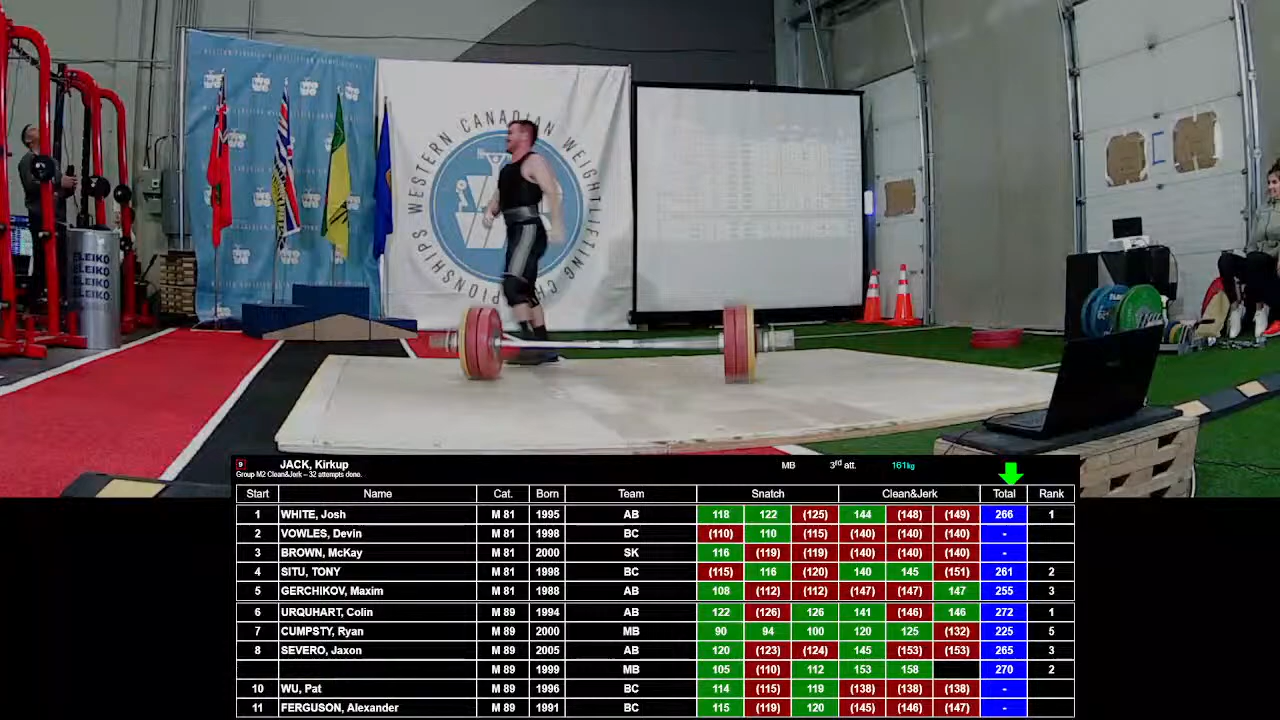 WESTERN CANADIAN WEIGHTLIFTING CHAMPIONSHIPS
ELEIKO
ELEIKO
ELEIKO
ELEIKO
9 JACK, Kirkup MB 3rd att. 161kg
Group M2 Clean&Jerk – 32 attempts done.
Start Name Cat. Born Team Snatch Clean&Jerk Total Rank
1 WHITE, Josh M 81 1995 AB 118 122 (125) 144 (148) (149) 266 1
2 VOWLES, Devin M 81 1998 BC (110) 110 (115) (140) (140) (140) -
3 BROWN, McKay M 81 2000 SK 116 (119) (119) (140) (140) (140) -
4 SITU, TONY M 81 1998 BC (115) 116 (120) 140 145 (151) 261 2
5 GERCHIKOV, Maxim M 81 1988 AB 108 (112) (112) (147) (147) 147 255 3
6 URQUHART, Colin M 89 1994 AB 122 (126) 126 141 (146) 146 272 1
7 CUMPSTY, Ryan M 89 2000 MB 90 94 100 120 125 (132) 225 5
8 SEVERO, Jaxon M 89 2005 AB 120 (123) (124) 145 (153) (153) 265 3
M 89 1999 MB 105 (110) 112 153 158 270 2
10 WU, Pat M 89 1996 BC 114 (115) 119 (138) (138) (138) -
11 FERGUSON, Alexander M 89 1991 BC 115 (119) 120 (145) (146) (147) -